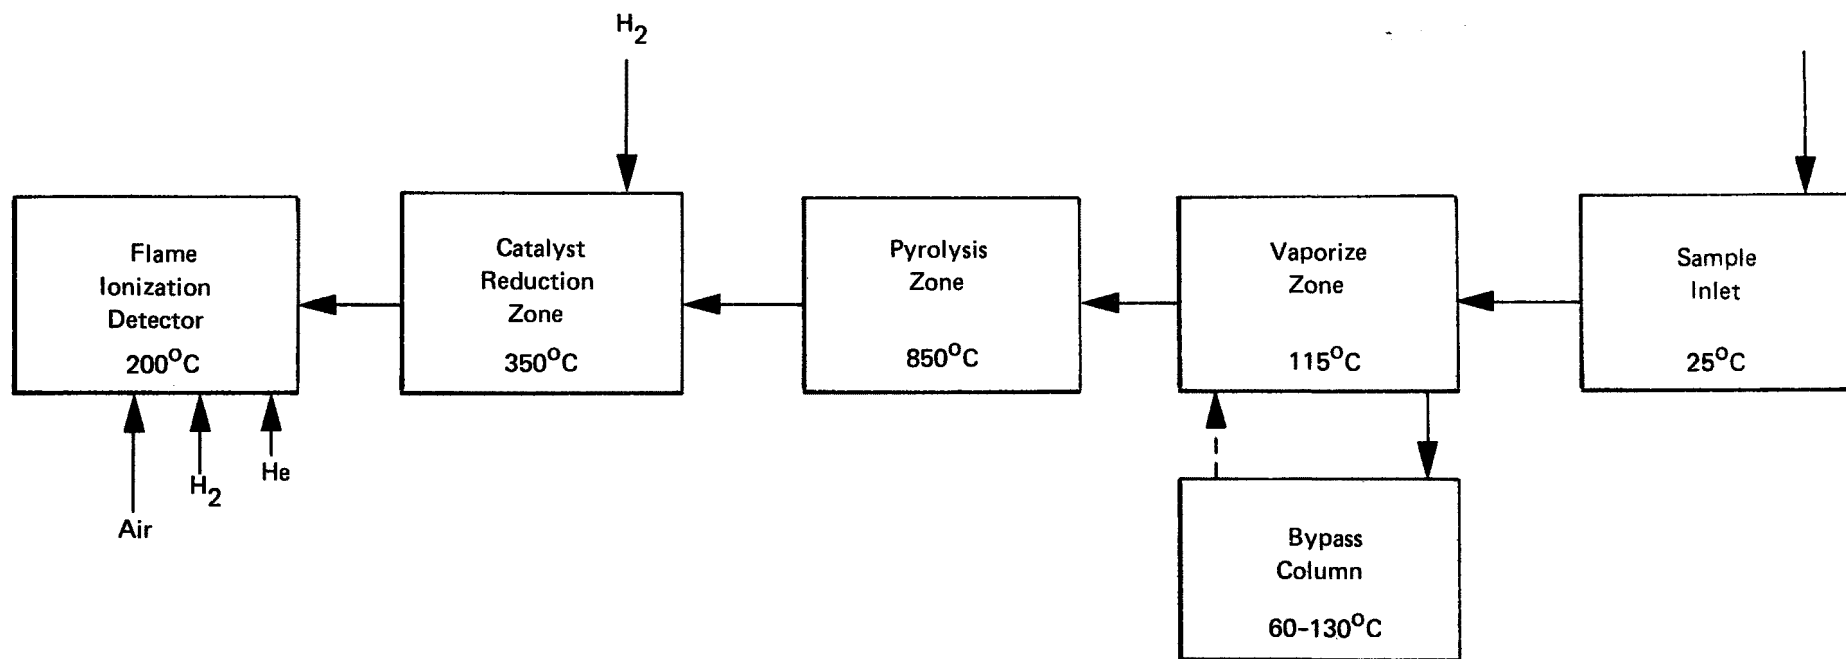 H₂
Flame
Ionization
Detector
200°C
Catalyst
Reduction
Zone
350°C
Pyrolysis
Zone
850°C
Vaporize
Zone
115°C
Sample
Inlet
25°C
Air
H₂
He
Bypass
Column
60-130°C